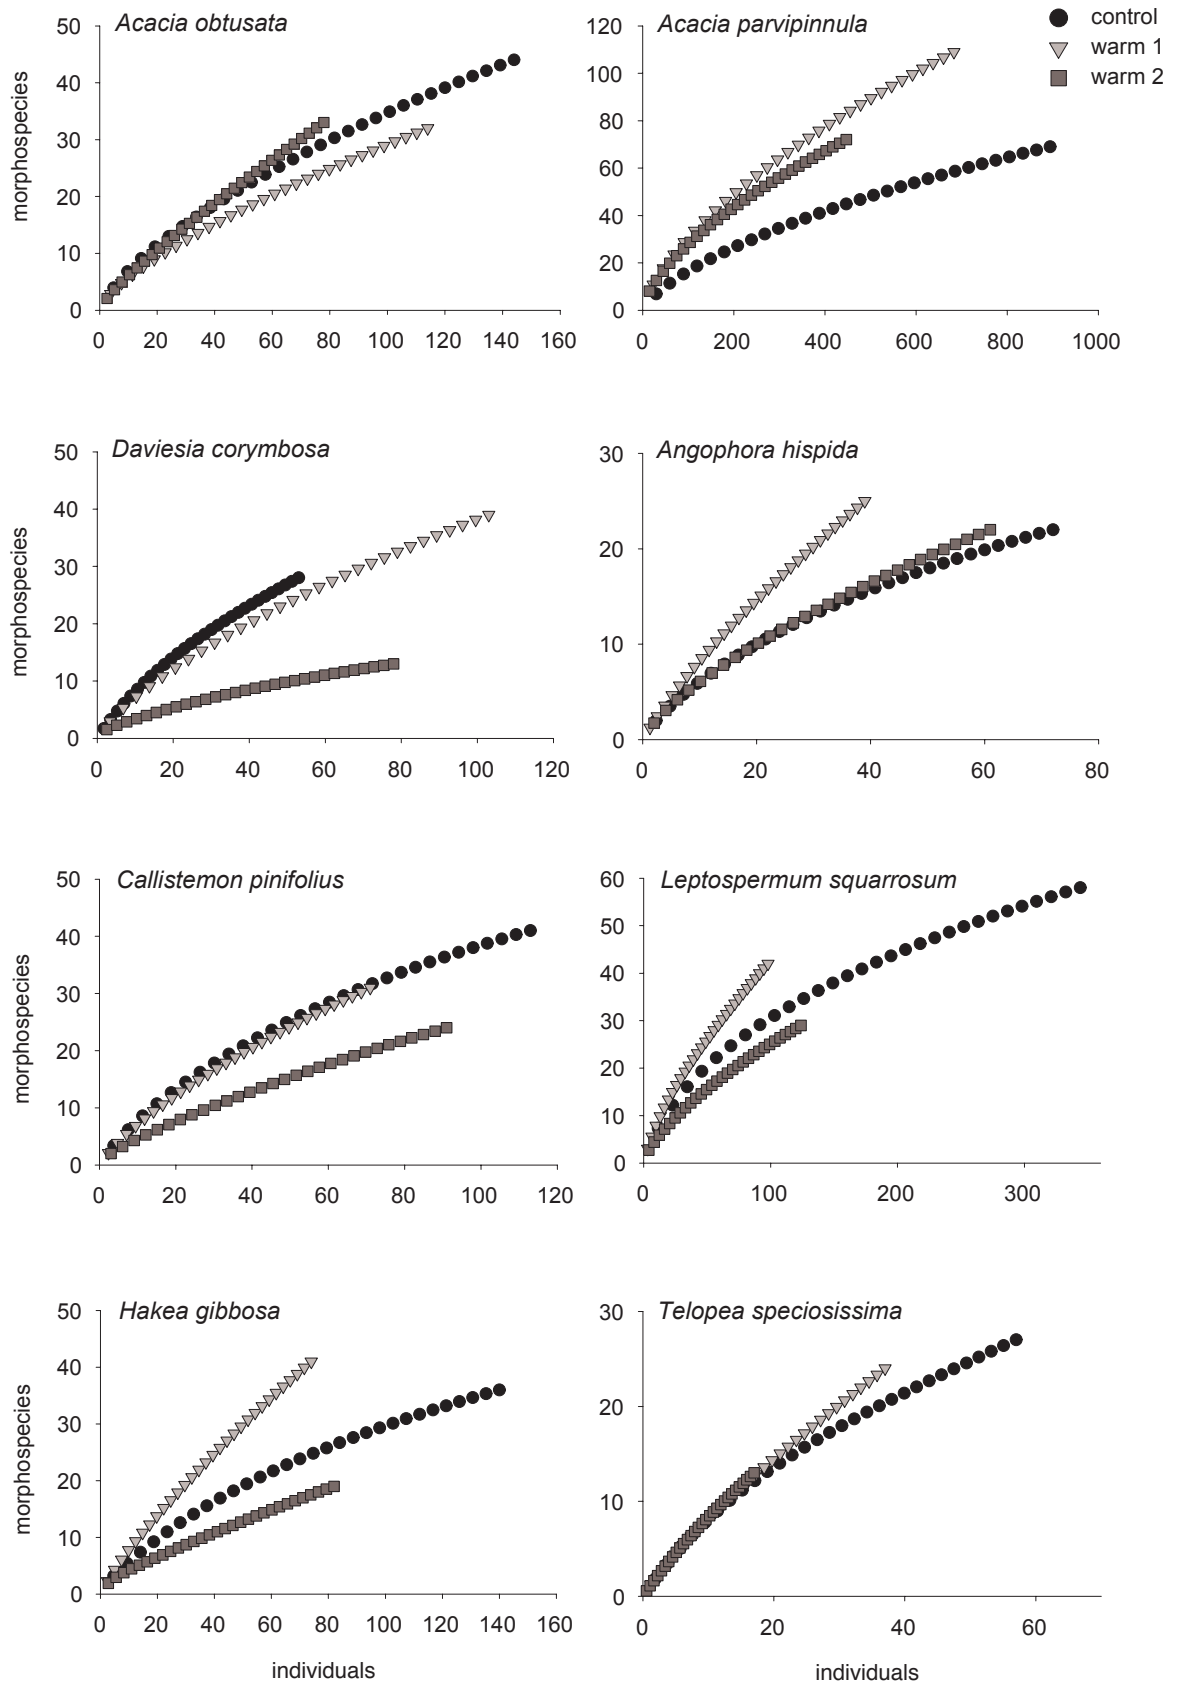 Acacia obtusata
50
40
30
20
10
0
morphospecies
0 20 40 60 80 100 120 140 160
Acacia parvipinnula
120
100
80
60
40
20
0
0 200 400 600 800 1000
control
warm 1
warm 2
Daviesia corymbosa
50
40
30
20
10
0
morphospecies
0 20 40 60 80 100 120
Angophora hispida
30
20
10
0
0 20 40 60 80
Callistemon pinifolius
50
40
30
20
10
0
morphospecies
0 20 40 60 80 100 120
Leptospermum squarrosum
60
50
40
30
20
10
0
0 100 200 300
Hakea gibbosa
50
40
30
20
10
0
morphospecies
0 20 40 60 80 100 120 140 160
individuals
Telopea speciosissima
30
20
10
0
0 20 40 60
individuals